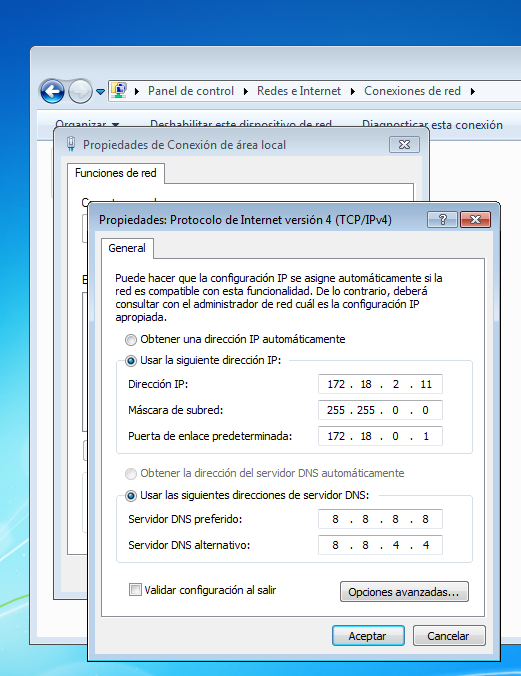 Panel de control
Redes e Internet
Conexiones de red
Organizar
Deshabilitar este dispositivo de red
Diagnosticar esta conexión
Propiedades de Conexión de área local
Funciones de red
Propiedades: Protocolo de Internet versión 4 (TCP/IPv4)
General
Puede hacer que la configuración IP se asigne automáticamente si la
red es compatible con esta funcionalidad. De lo contrario, deberá
consultar con el administrador de red cuál es la configuración IP
apropiada.
Obtener una dirección IP automáticamente
Usar la siguiente dirección IP:
Dirección IP: 172 . 18 . 2 . 11
Máscara de subred: 255 . 255 . 0 . 0
Puerta de enlace predeterminada: 172 . 18 . 0 . 1
Obtener la dirección del servidor DNS automáticamente
Usar las siguientes direcciones de servidor DNS:
Servidor DNS preferido: 8 . 8 . 8 . 8
Servidor DNS alternativo: 8 . 8 . 4 . 4
Validar configuración al salir
Opciones avanzadas...
Aceptar
Cancelar